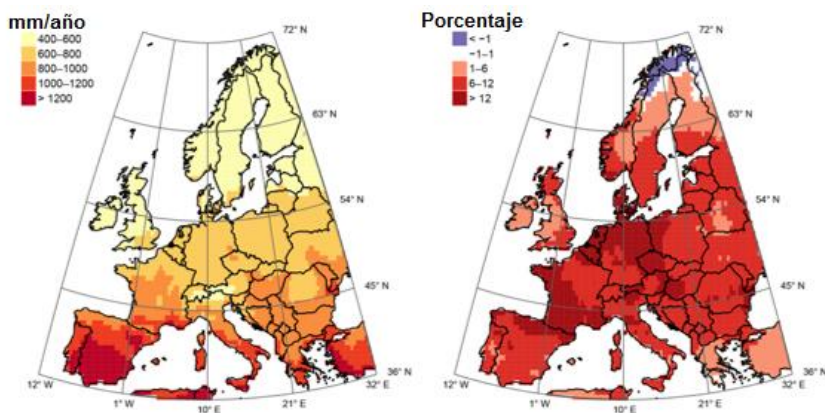 mm/año
400–600
600–800
800–1000
1000–1200
> 1200
72° N
63° N
54° N
45° N
36° N
12° W
1° W
10° E
21° E
32° E
Porcentaje
< −1
−1–1
1–6
6–12
> 12
72° N
63° N
54° N
45° N
36° N
12° W
1° W
10° E
21° E
32° E